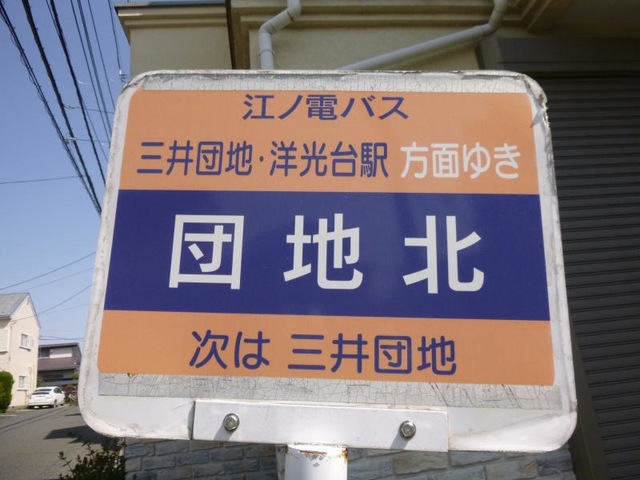 江ノ電バス
三井団地・洋光台駅 方面ゆき
団地北
次は 三井団地